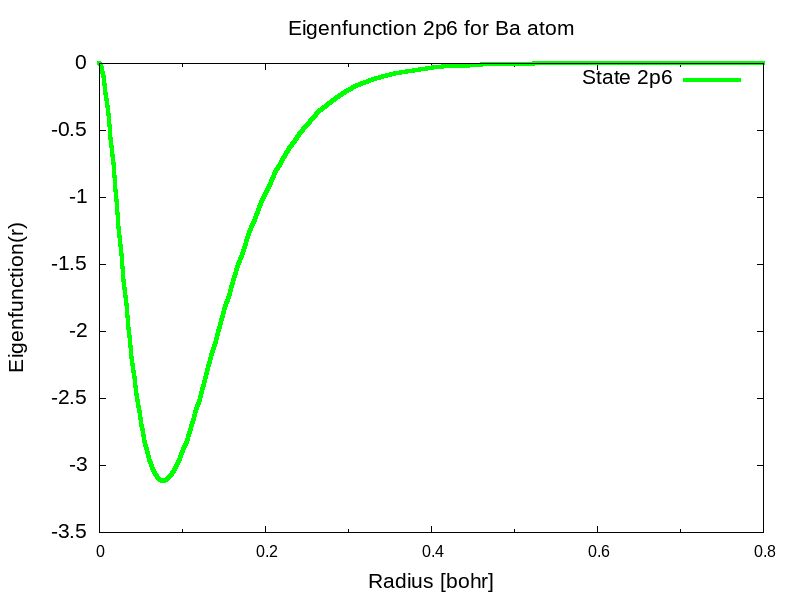 Eigenfunction 2p6 for Ba atom
0
State 2p6
-0.5
-1
-1.5
Eigenfunction(r)
-2
-2.5
-3
-3.5
0 0.2 0.4 0.6 0.8
Radius [bohr]